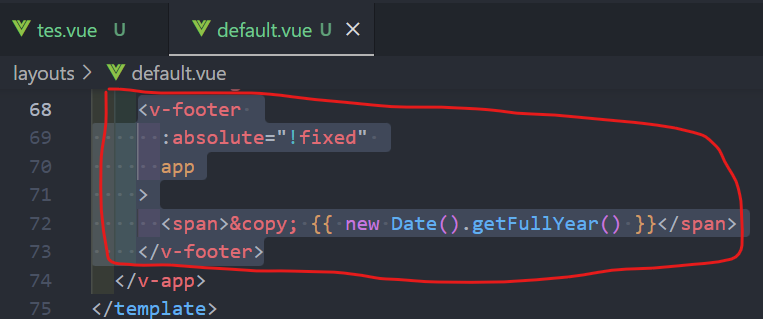 tes.vue U default.vue U
layouts > default.vue
68 <v-footer
69 :absolute="!fixed"
70 app
71 >
72 <span>&copy; {{ new Date().getFullYear() }}</span>
73 </v-footer>
74 </v-app>
75 </template>